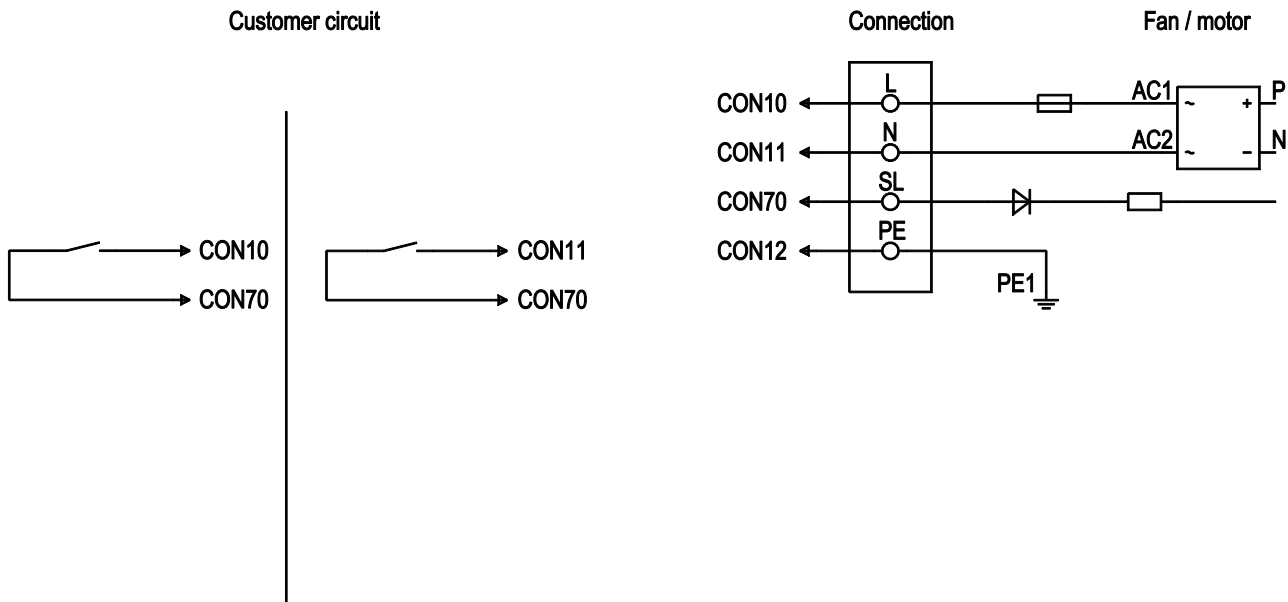 Customer circuit
Connection
Fan / motor
CON10
L
AC1
~
+
P
CON11
N
AC2
~
−
N
CON70
SL
CON12
PE
PE1
CON10
CON70
CON11
CON70